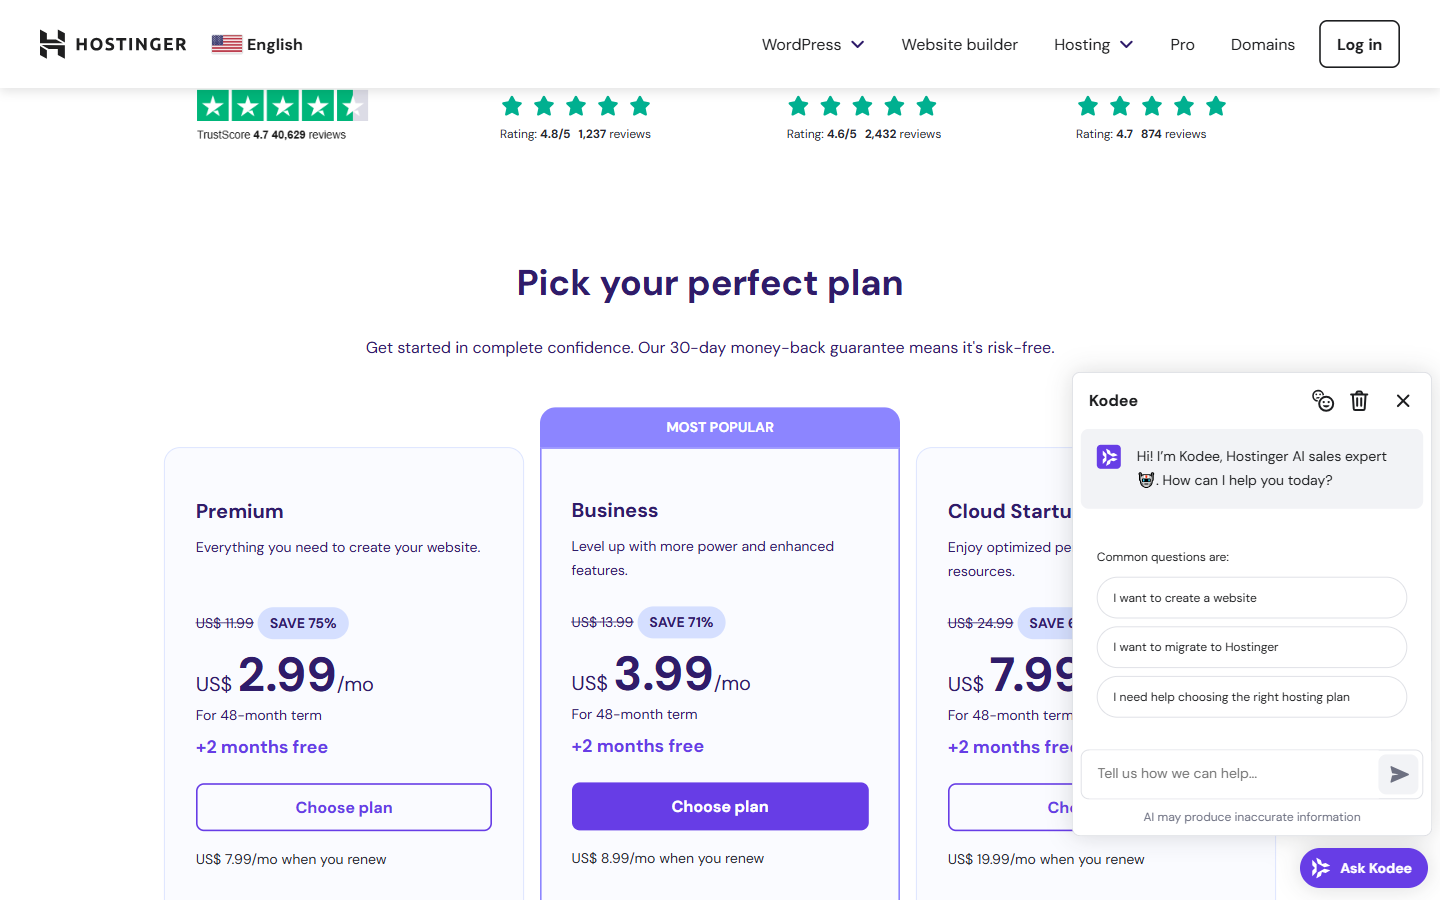 HOSTINGER
English
WordPress
Website builder
Hosting
Pro
Domains
Log in
TrustScore 4.7 40,629 reviews
Rating: 4.8/5 1,237 reviews
Rating: 4.6/5 2,432 reviews
Rating: 4.7 874 reviews
Pick your perfect plan
Get started in complete confidence. Our 30-day money-back guarantee means it's risk-free.
Premium
Everything you need to create your website.
US$ 11.99 SAVE 75%
US$ 2.99/mo
For 48-month term
+2 months free
Choose plan
US$ 7.99/mo when you renew
MOST POPULAR
Business
Level up with more power and enhanced
features.
US$ 13.99 SAVE 71%
US$ 3.99/mo
For 48-month term
+2 months free
Choose plan
US$ 8.99/mo when you renew
Cloud Startu
Enjoy optimized pe
resources.
US$ 24.99 SAVE 6
US$ 7.99
For 48-month term
+2 months fre
Ch
US$ 19.99/mo when you renew
Kodee
Hi! I'm Kodee, Hostinger AI sales expert
. How can I help you today?
Common questions are:
I want to create a website
I want to migrate to Hostinger
I need help choosing the right hosting plan
Tell us how we can help...
AI may produce inaccurate information
Ask Kodee